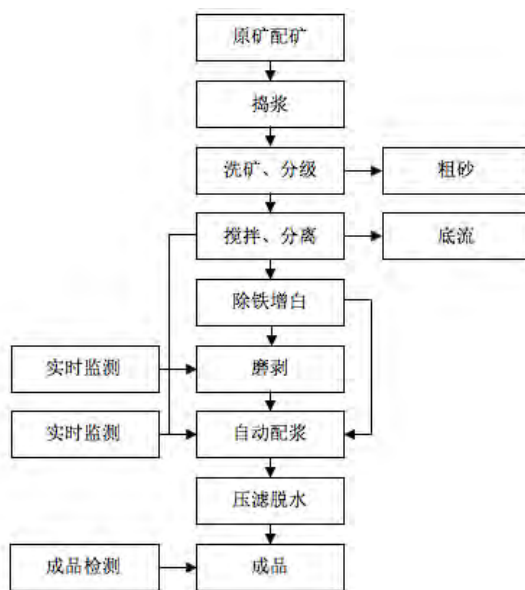 原矿配矿
捣浆
洗矿、分级
粗砂
搅拌、分离
底流
除铁增白
实时监测
磨剥
实时监测
自动配浆
压滤脱水
成品检测
成品